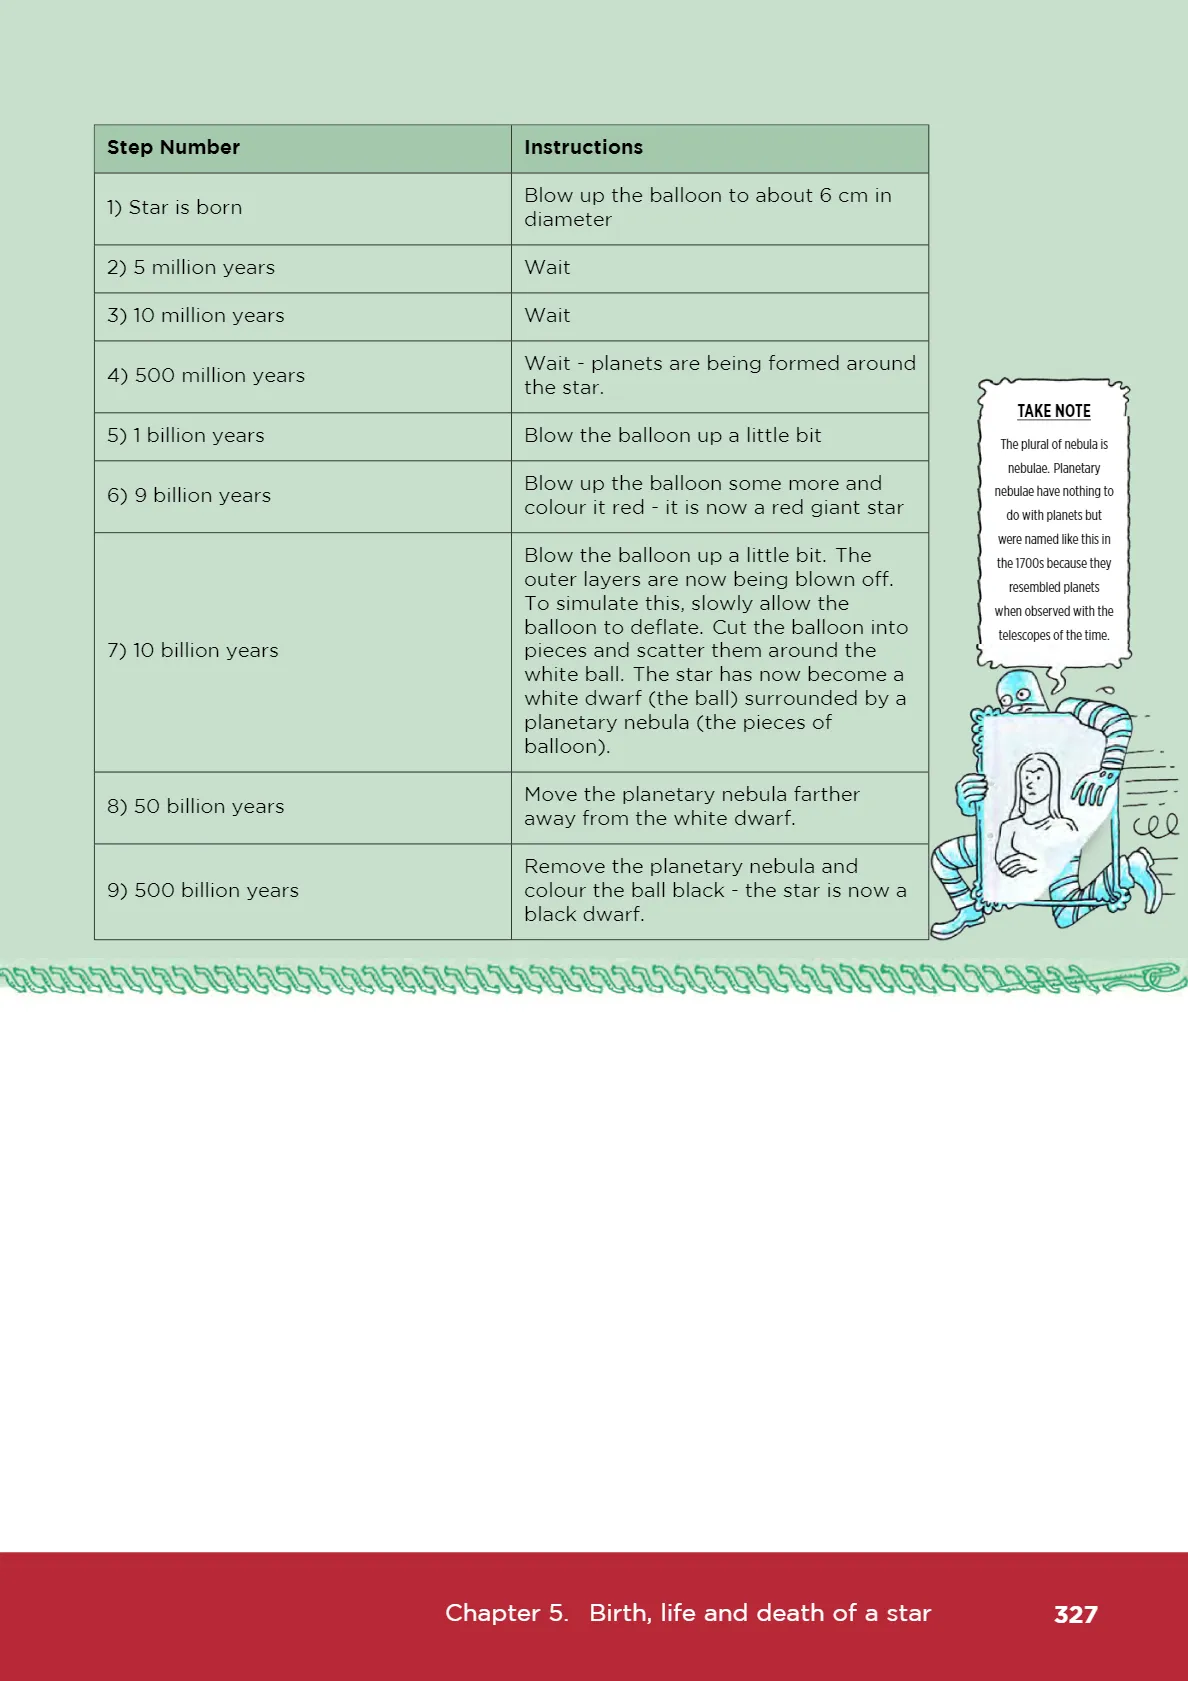 Step Number
Instructions
1) Star is born
Blow up the balloon to about 6 cm in
diameter
2) 5 million years
Wait
3) 10 million years
Wait
4) 500 million years
Wait - planets are being formed around
the star.
5) 1 billion years
Blow the balloon up a little bit
6) 9 billion years
Blow up the balloon some more and
colour it red - it is now a red giant star
7) 10 billion years
Blow the balloon up a little bit. The
outer layers are now being blown off.
To simulate this, slowly allow the
balloon to deflate. Cut the balloon into
pieces and scatter them around the
white ball. The star has now become a
white dwarf (the ball) surrounded by a
planetary nebula (the pieces of
balloon).
8) 50 billion years
Move the planetary nebula farther
away from the white dwarf.
9) 500 billion years
Remove the planetary nebula and
colour the ball black - the star is now a
black dwarf.
TAKE NOTE
The plural of nebula is
nebulae. Planetary
nebulae have nothing to
do with planets but
were named like this in
the 1700s because they
resembled planets
when observed with the
telescopes of the time.
Chapter 5. Birth, life and death of a star
327